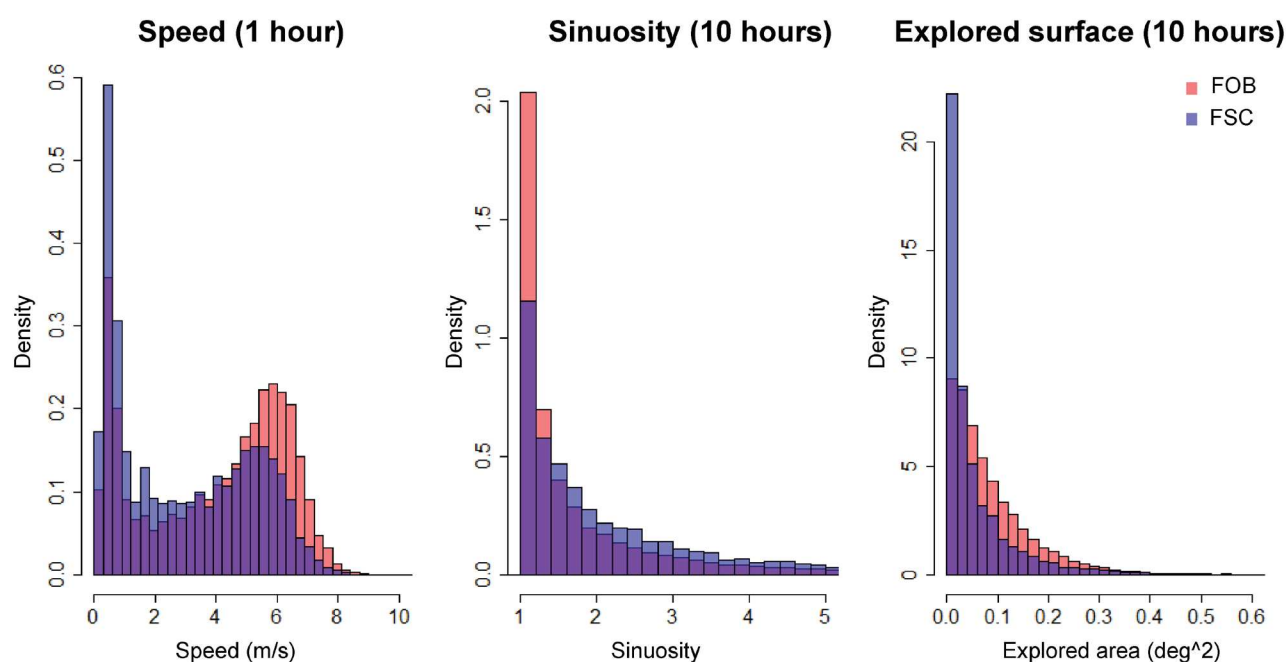 Speed (1 hour)
Sinuosity (10 hours)
Explored surface (10 hours)
FOB
FSC
Density
0.0 0.1 0.2 0.3 0.4 0.5 0.6
0 2 4 6 8 10
Speed (m/s)
Density
0.0 0.5 1.0 1.5 2.0
1 2 3 4 5
Sinuosity
Density
0 5 10 15 20
0.0 0.1 0.2 0.3 0.4 0.5 0.6
Explored area (deg^2)